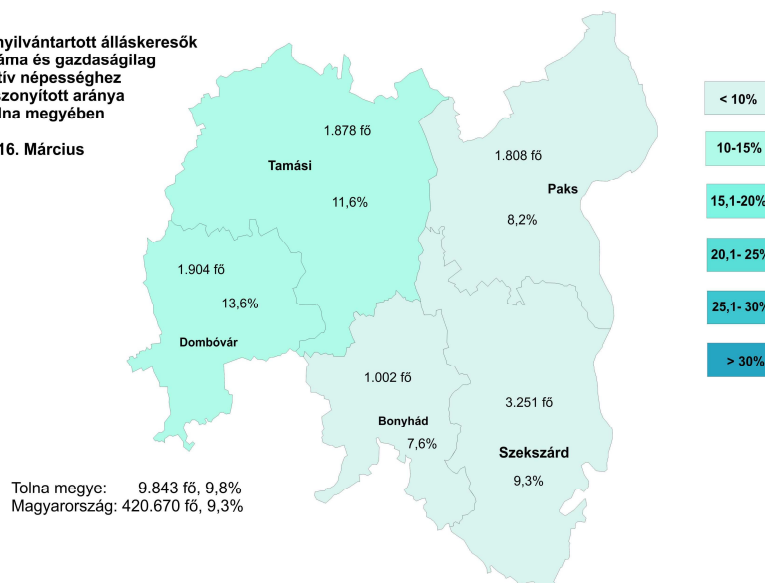 nyilvántartott álláskeresők
áma és gazdaságilag
tív népességhez
szonyított aránya
lna megyében
16. Március
< 10%
10-15%
15,1-20%
20,1- 25%
25,1- 30%
> 30%
1.878 fő
Tamási
11,6%
1.808 fő
Paks
8,2%
1.904 fő
13,6%
Dombóvár
1.002 fő
Bonyhád
7,6%
3.251 fő
Szekszárd
9,3%
Tolna megye: 9.843 fő, 9,8%
Magyarország: 420.670 fő, 9,3%